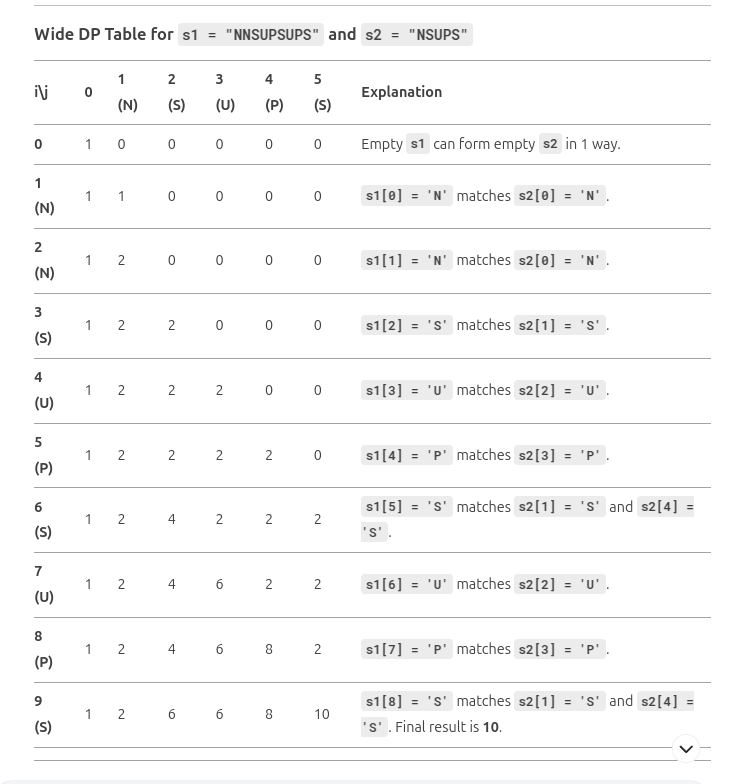 Wide DP Table for s1 = "NNSUPSUPS" and s2 = "NSUPS"
i\j 0 1 (N) 2 (S) 3 (U) 4 (P) 5 (S) Explanation
0 1 0 0 0 0 0 Empty s1 can form empty s2 in 1 way.
1 (N) 1 1 0 0 0 0 s1[0] = 'N' matches s2[0] = 'N'.
2 (N) 1 2 0 0 0 0 s1[1] = 'N' matches s2[0] = 'N'.
3 (S) 1 2 2 0 0 0 s1[2] = 'S' matches s2[1] = 'S'.
4 (U) 1 2 2 2 0 0 s1[3] = 'U' matches s2[2] = 'U'.
5 (P) 1 2 2 2 2 0 s1[4] = 'P' matches s2[3] = 'P'.
6 (S) 1 2 4 2 2 2 s1[5] = 'S' matches s2[1] = 'S' and s2[4] =
'S'.
7 (U) 1 2 4 6 2 2 s1[6] = 'U' matches s2[2] = 'U'.
8 (P) 1 2 4 6 8 2 s1[7] = 'P' matches s2[3] = 'P'.
9 (S) 1 2 6 6 8 10 s1[8] = 'S' matches s2[1] = 'S' and s2[4] =
'S'. Final result is 10.